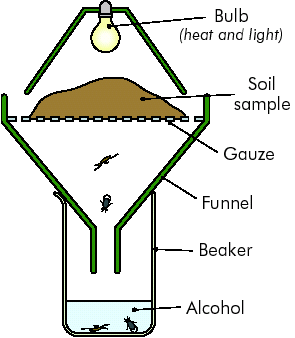 Bulb
(heat and light)
Soil
sample
Gauze
Funnel
Beaker
Alcohol